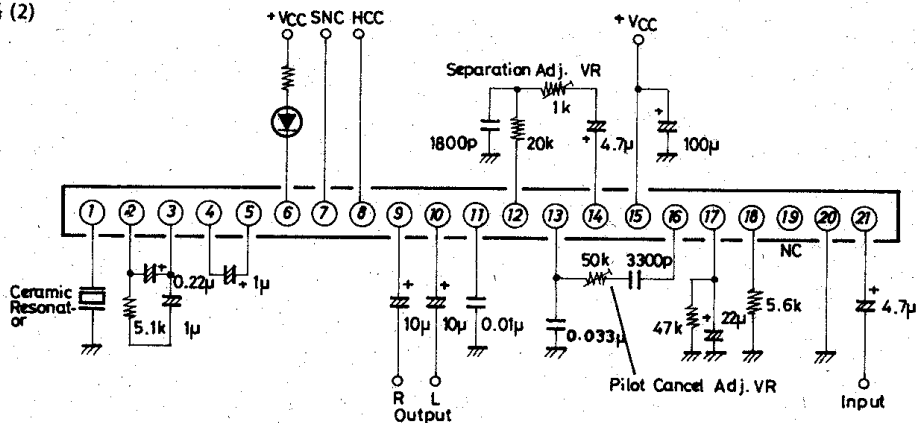 (2)
+VCC SNC HCC
+ VCC
Separation Adj. VR
1k
1800p
20k
+
4.7μ
+
100μ
1 2 3 4 5 6 7 8 9 10 11 12 13 14 15 16 17 18 19 20 21
NC
Ceramic
Resonat-
or
+
0.22μ
+ 1μ
5.1k
1μ
+
10μ
+
10μ
0.01μ
50k
3300p
0.033μ
47k
+
22μ
5.6k
+
4.7μ
Pilot Cancel Adj. VR
R L
Output
Input